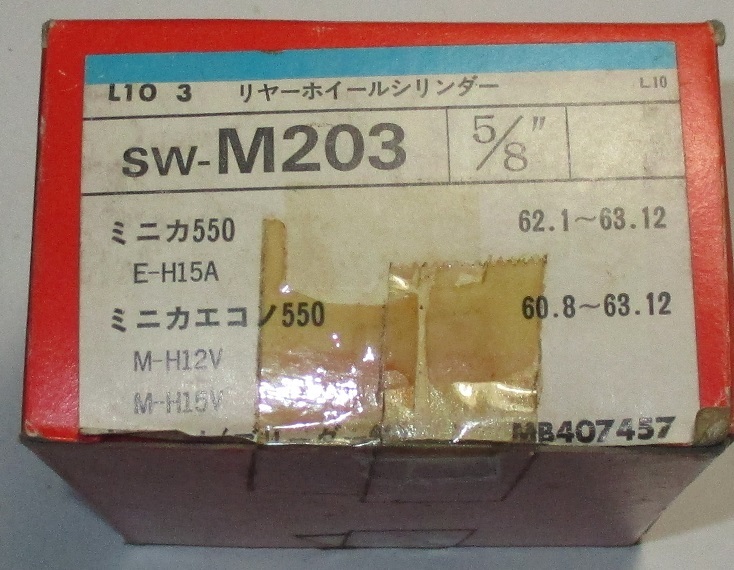 L10 3 リヤーホイールシリンダー L10
SW-M203 5/8"
ミニカ550 62.1～63.12
E-H15A
ミニカエコノ550 60.8～63.12
M-H12V
M-H15V
MB407457